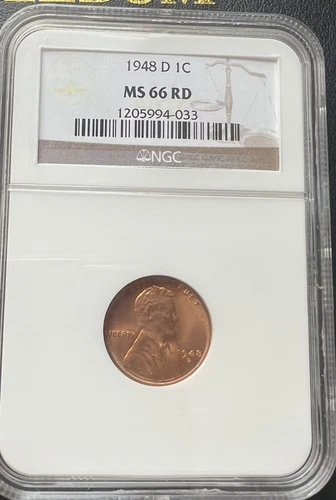 1948 D 1C
MS 66 RD
1205994-033
NGC
LIBERTY
1948
D